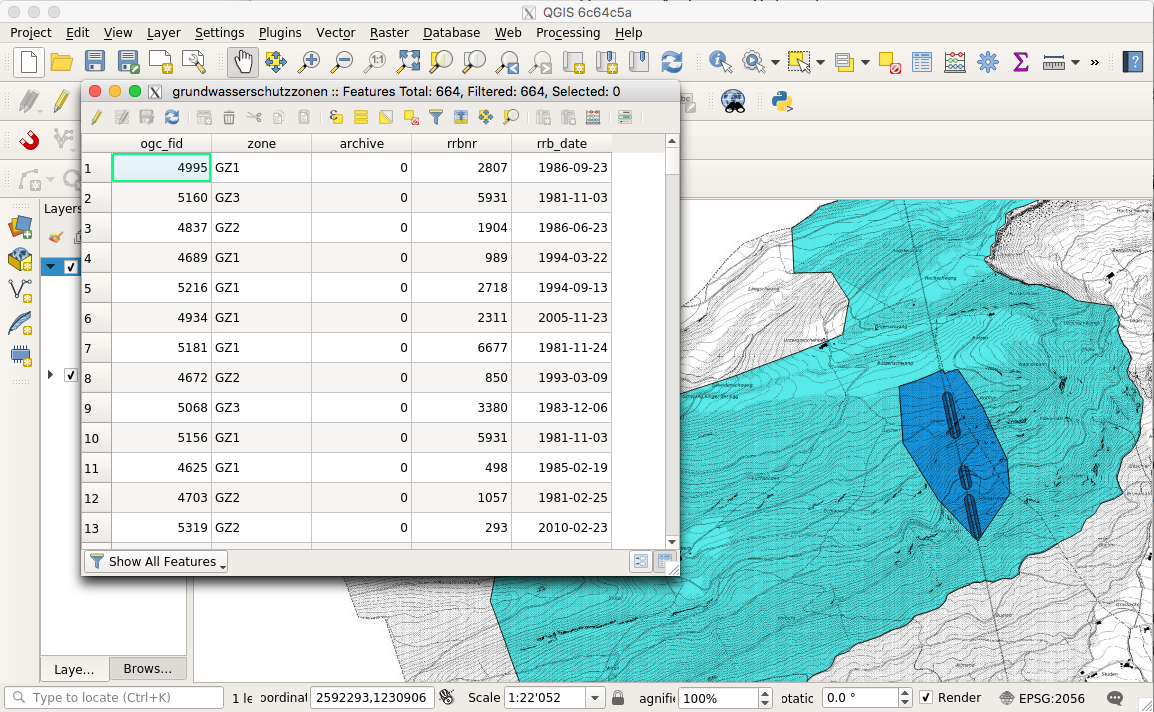 QGIS 6c64c5a
Project Edit View Layer Settings Plugins Vector Raster Database Web Processing Help
grundwasserschutzzonen :: Features Total: 664, Filtered: 664, Selected: 0
ogc_fid zone archive rrbnr rrb_date
1 4995 GZ1 0 2807 1986-09-23
2 5160 GZ3 0 5931 1981-11-03
3 4837 GZ2 0 1904 1986-06-23
4 4689 GZ1 0 989 1994-03-22
5 5216 GZ1 0 2718 1994-09-13
6 4934 GZ1 0 2311 2005-11-23
7 5181 GZ1 0 6677 1981-11-24
8 4672 GZ2 0 850 1993-03-09
9 5068 GZ3 0 3380 1983-12-06
10 5156 GZ1 0 5931 1981-11-03
11 4625 GZ1 0 498 1985-02-19
12 4703 GZ2 0 1057 1981-02-25
13 5319 GZ2 0 293 2010-02-23
Show All Features
Layers
Laye... Brows...
Type to locate (Ctrl+K) 1 le oordinat 2592293,1230906 Scale 1:22'052 agnifi 100% otatic 0.0 ° Render EPSG:2056